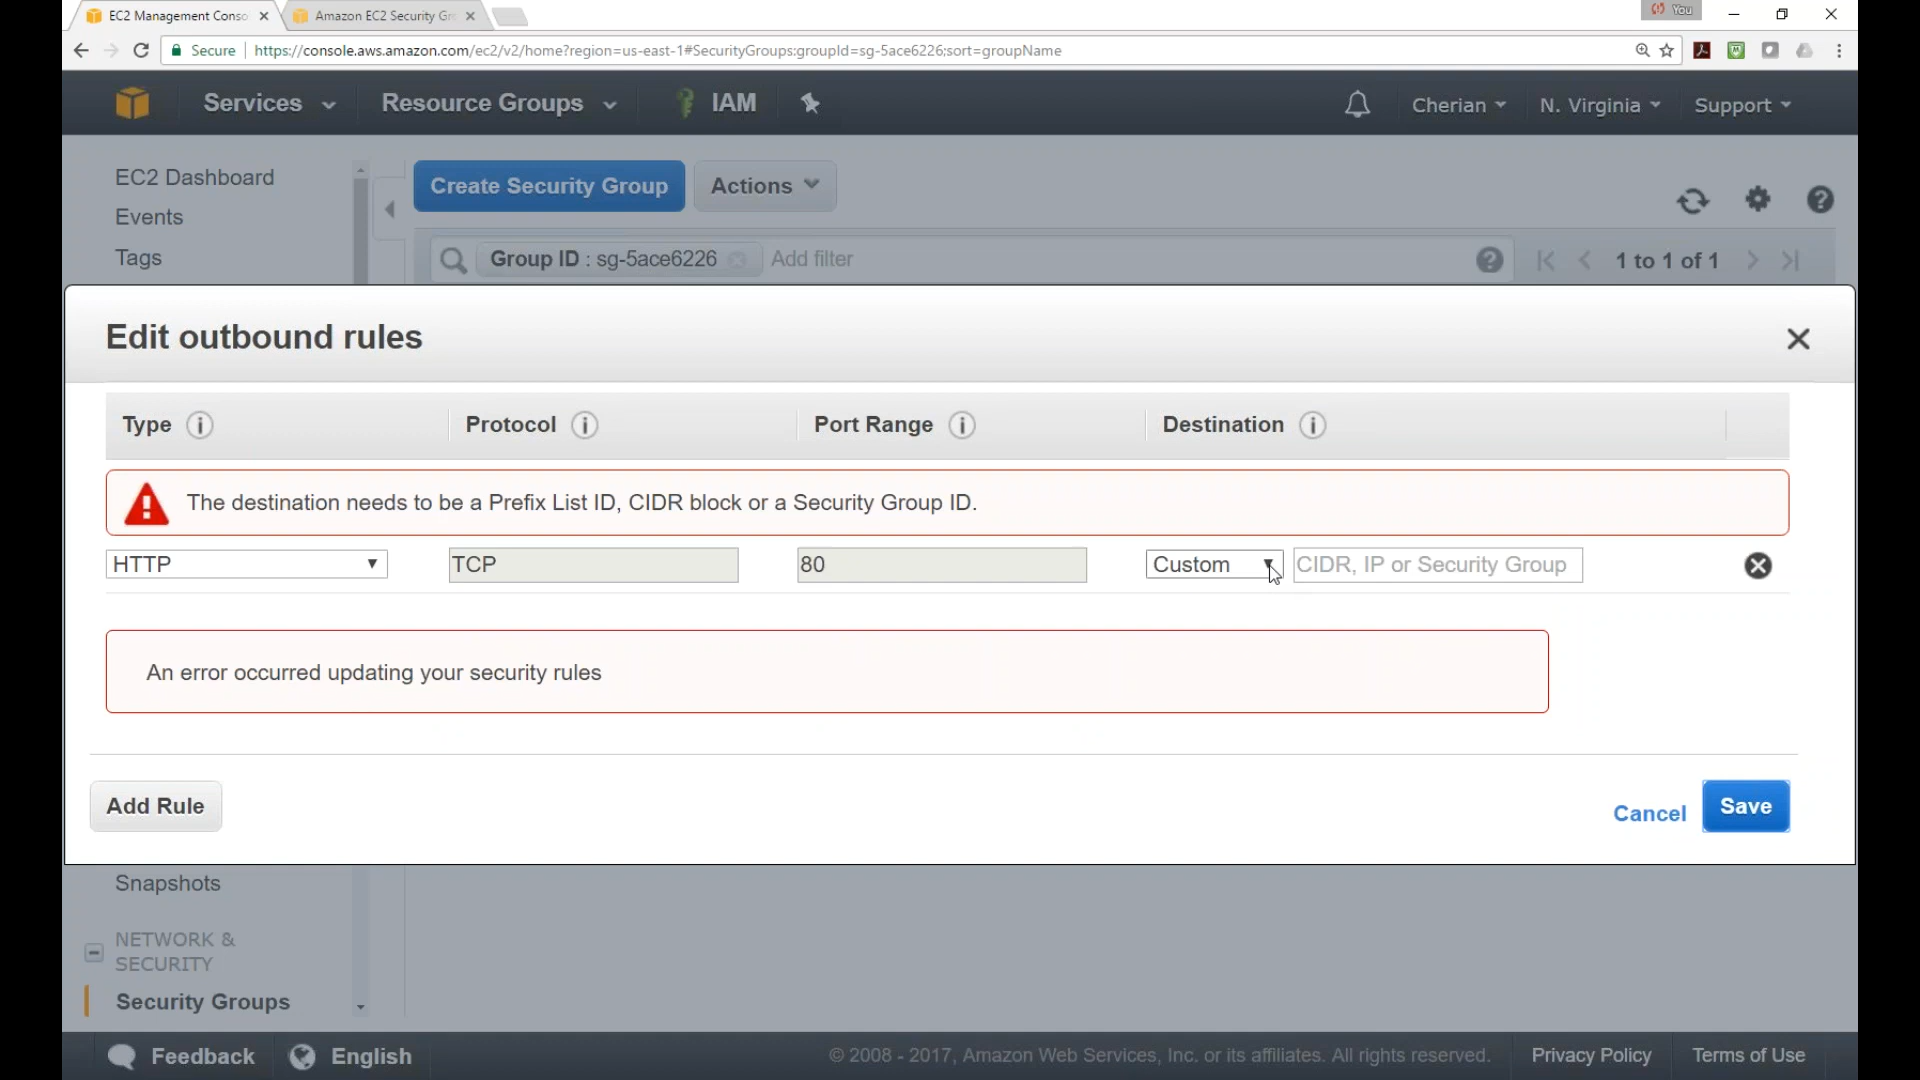 EC2 Management Conso
Amazon EC2 Security Gr
You
Secure
https://console.aws.amazon.com/ec2/v2/home?region=us-east-1#SecurityGroups:groupId=sg-5ace6226;sort=groupName
Services
Resource Groups
IAM
Cherian
N. Virginia
Support
EC2 Dashboard
Events
Tags
Create Security Group
Actions
Group ID : sg-5ace6226
Add filter
1 to 1 of 1
Edit outbound rules
Type
Protocol
Port Range
Destination
The destination needs to be a Prefix List ID, CIDR block or a Security Group ID.
HTTP
TCP
80
Custom
CIDR, IP or Security Group
An error occurred updating your security rules
Add Rule
Cancel
Save
Snapshots
NETWORK &
SECURITY
Security Groups
Feedback
English
© 2008 - 2017, Amazon Web Services, Inc. or its affiliates. All rights reserved.
Privacy Policy
Terms of Use